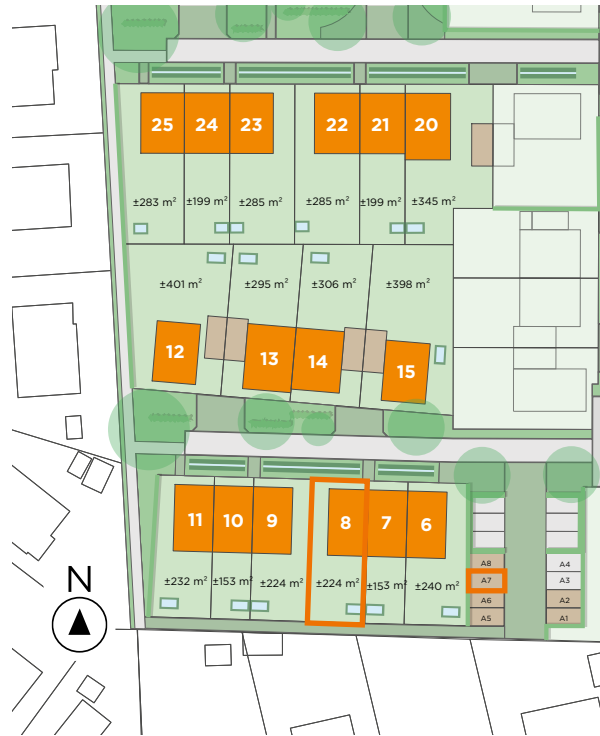 25 24 23 22 21 20
±283 m² ±199 m² ±285 m² ±285 m² ±199 m² ±345 m²
±401 m² ±295 m² ±306 m² ±398 m²
12 13 14 15
11 10 9 8 7 6
±232 m² ±153 m² ±224 m² ±224 m² ±153 m² ±240 m²
A8 A4
A7 A3
A6 A2
A5 A1
N